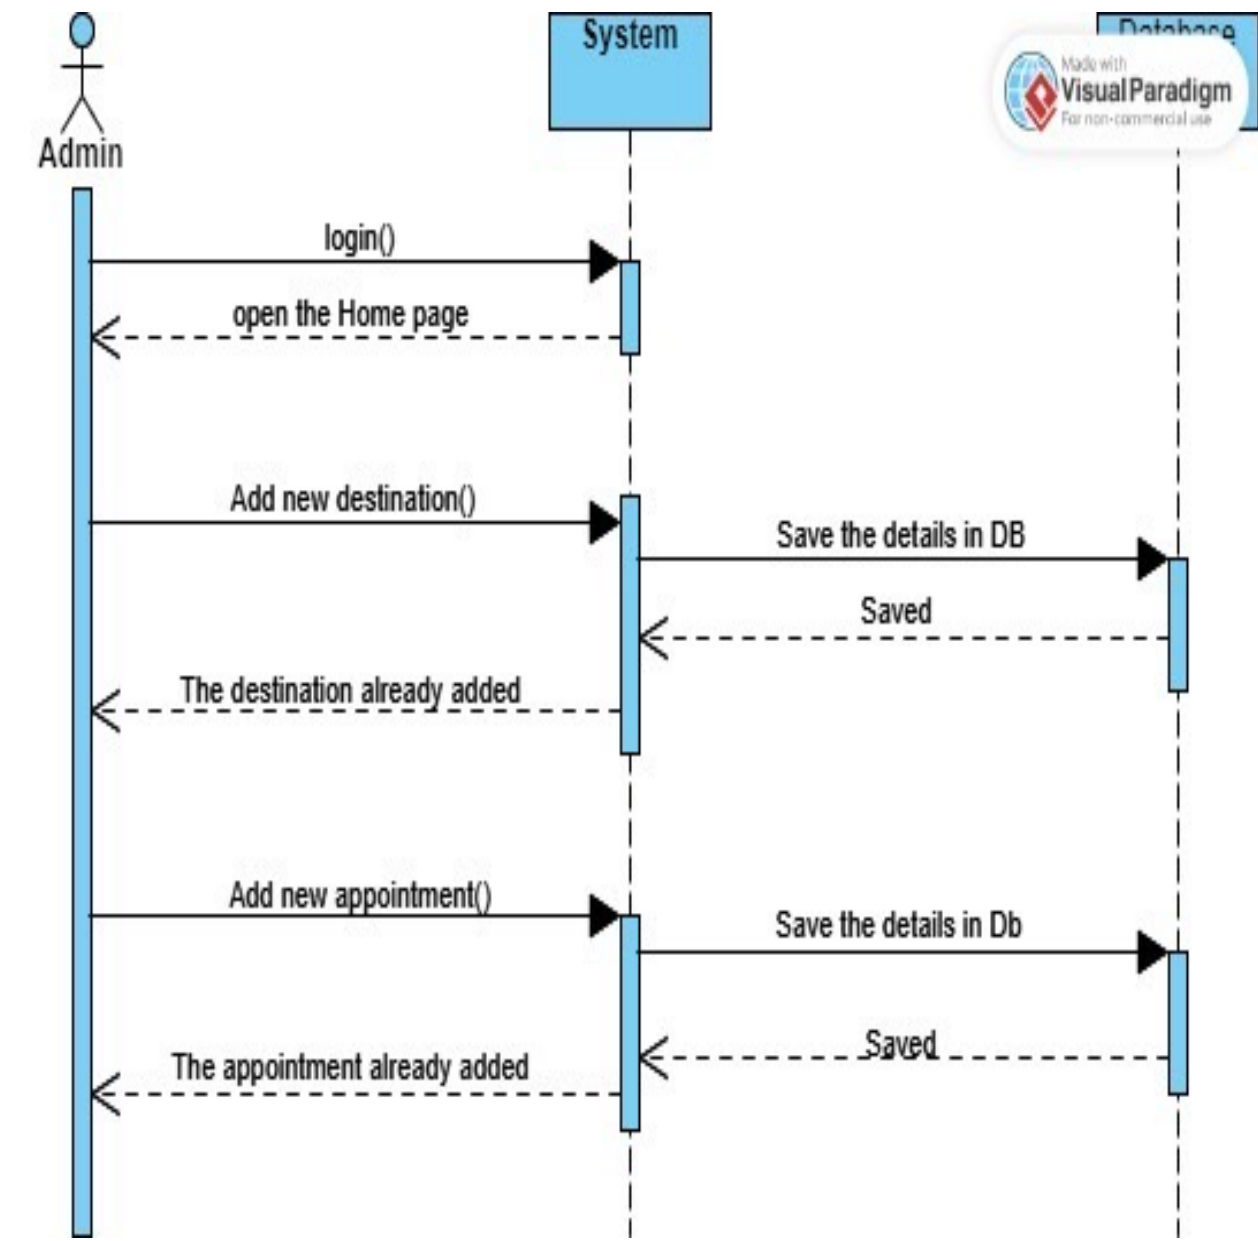 System
Database
Made with
Visual Paradigm
For non-commercial use
Admin
login()
open the Home page
Add new destination()
Save the details in DB
Saved
The destination already added
Add new appointment()
Save the details in Db
Saved
The appointment already added